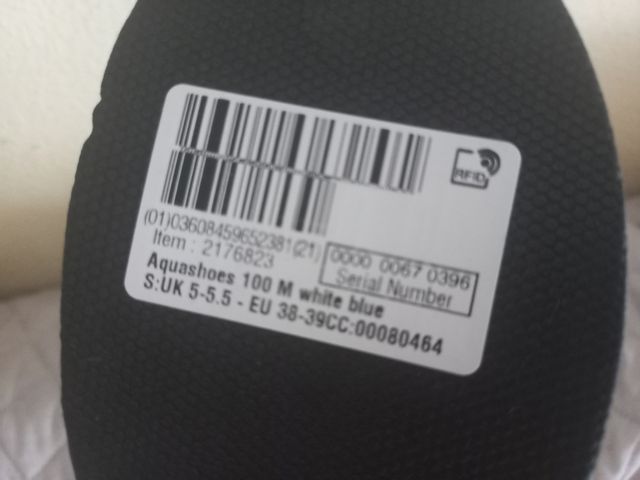 RFID
(01)03608459652381(21)
0000 0067 0396
Item : 2176823
Serial Number
Aquashoes 100 M white blue
S:UK 5-5.5 - EU 38-39CC:00080464